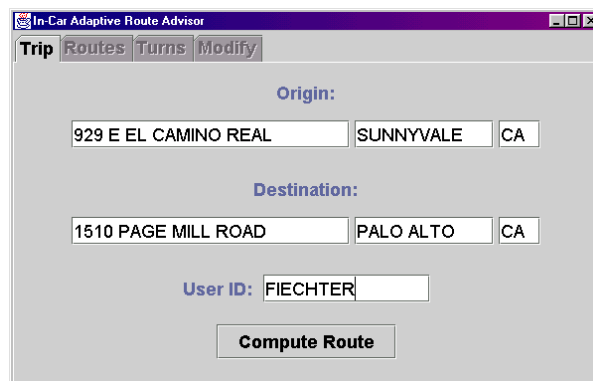 In-Car Adaptive Route Advisor
Trip Routes Turns Modify
Origin:
929 E EL CAMINO REAL SUNNYVALE CA
Destination:
1510 PAGE MILL ROAD PALO ALTO CA
User ID: FIECHTER
Compute Route